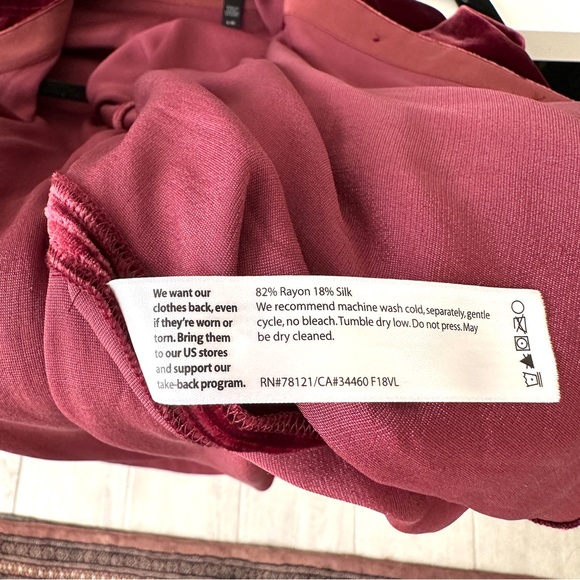 We want our
clothes back, even
if they're worn or
torn. Bring them
to our US stores
and support our
take-back program.
82% Rayon 18% Silk
We recommend machine wash cold, separately, gentle
cycle, no bleach. Tumble dry low. Do not press. May
be dry cleaned.
RN#78121/CA#34460 F18VL